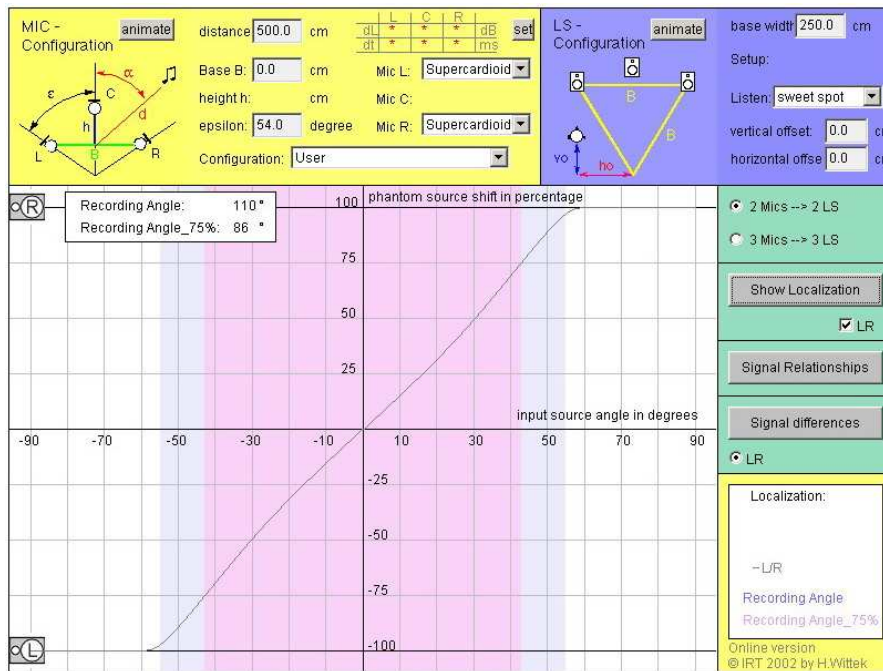 MIC - Configuration
animate
ε
α
C
h
d
L
B
R
distance 500.0 cm
Base B: 0.0 cm
height h: cm
epsilon: 54.0 degree
Configuration: User
L C R
dL * * * dB
dt * * * ms
set
Mic L: Supercardioid
Mic C:
Mic R: Supercardioid
LS - Configuration
animate
B
B
vo
ho
base width 250.0 cm
Setup:
Listen: sweet spot
vertical offset: 0.0 c
horizontal offse 0.0 c
R
Recording Angle: 110 °
Recording Angle_75%: 86 °
100 phantom source shift in percentage
75
50
25
input source angle in degrees
-90 -70 -50 -30 -10 10 30 50 70 90
-25
-50
-75
-100
L
2 Mics --> 2 LS
3 Mics --> 3 LS
Show Localization
LR
Signal Relationships
Signal differences
LR
Localization:
–L/R
Recording Angle
Recording Angle_75%
Online version
© IRT 2002 by H.Wittek